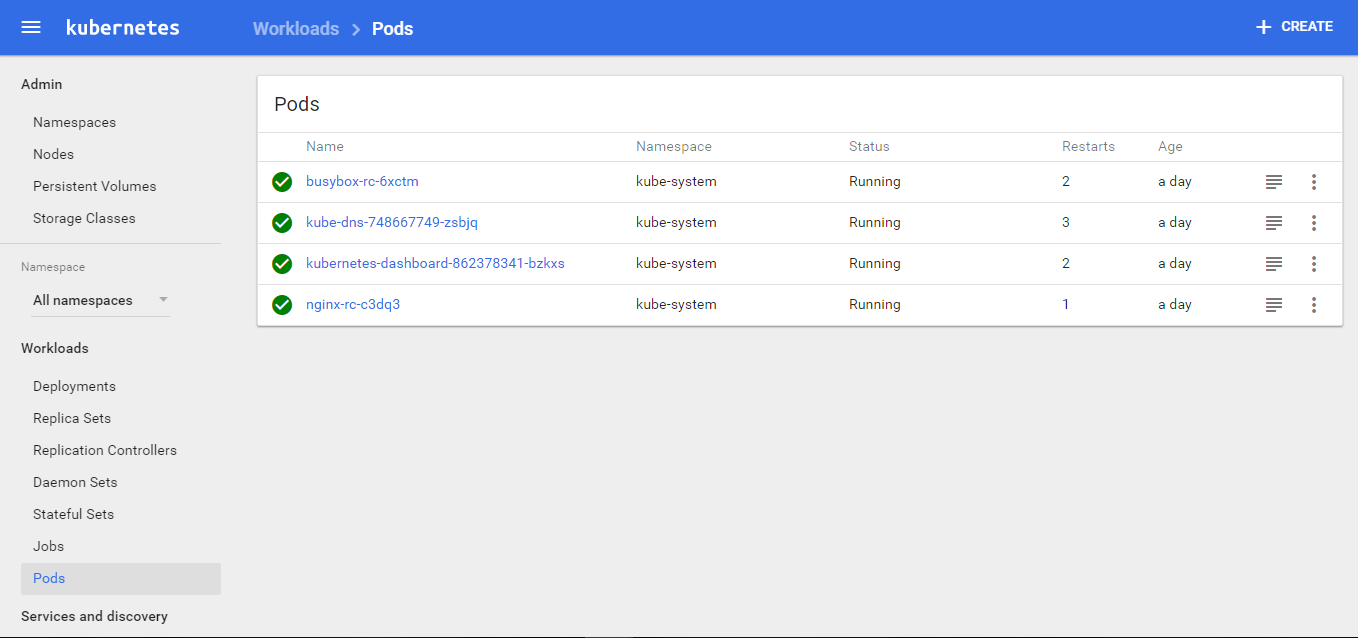 kubernetes Workloads Pods CREATE
Admin
Namespaces
Nodes
Persistent Volumes
Storage Classes
Namespace
All namespaces
Workloads
Deployments
Replica Sets
Replication Controllers
Daemon Sets
Stateful Sets
Jobs
Pods
Services and discovery
Pods
Name Namespace Status Restarts Age
busybox-rc-6xctm kube-system Running 2 a day
kube-dns-748667749-zsbjq kube-system Running 3 a day
kubernetes-dashboard-862378341-bzkxs kube-system Running 2 a day
nginx-rc-c3dq3 kube-system Running 1 a day